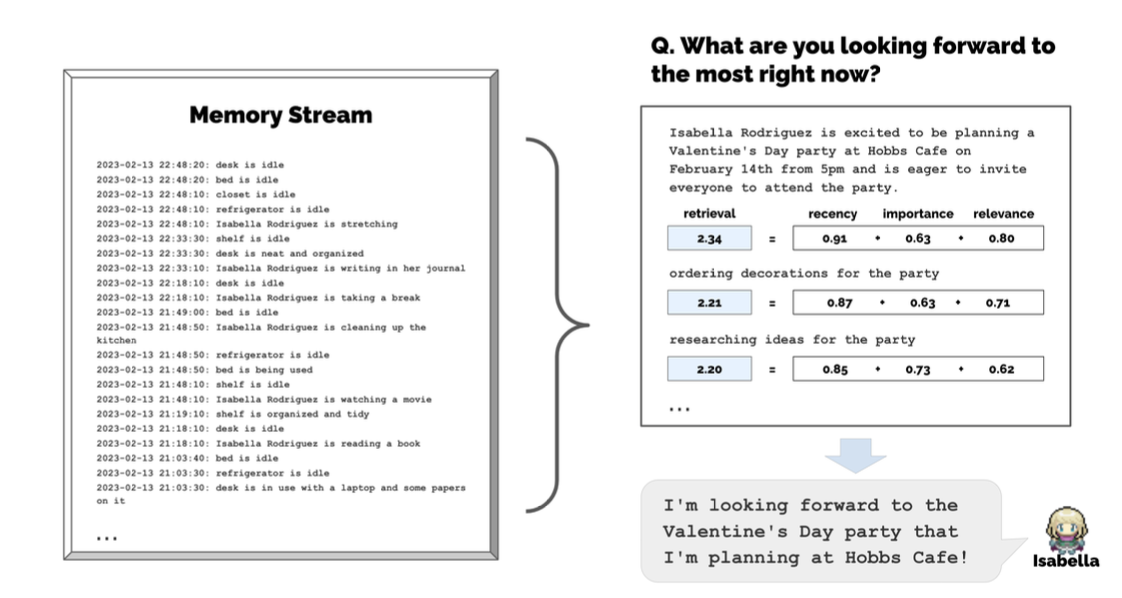 Memory Stream
2023-02-13 22:48:20: desk is idle
2023-02-13 22:48:20: bed is idle
2023-02-13 22:48:10: closet is idle
2023-02-13 22:48:10: refrigerator is idle
2023-02-13 22:48:10: Isabella Rodriguez is stretching
2023-02-13 22:33:30: shelf is idle
2023-02-13 22:33:30: desk is neat and organized
2023-02-13 22:33:10: Isabella Rodriguez is writing in her journal
2023-02-13 22:18:10: desk is idle
2023-02-13 22:18:10: Isabella Rodriguez is taking a break
2023-02-13 21:49:00: bed is idle
2023-02-13 21:48:50: Isabella Rodriguez is cleaning up the
kitchen
2023-02-13 21:48:50: refrigerator is idle
2023-02-13 21:48:50: bed is being used
2023-02-13 21:48:10: shelf is idle
2023-02-13 21:48:10: Isabella Rodriguez is watching a movie
2023-02-13 21:19:10: shelf is organized and tidy
2023-02-13 21:18:10: desk is idle
2023-02-13 21:18:10: Isabella Rodriguez is reading a book
2023-02-13 21:03:40: bed is idle
2023-02-13 21:03:30: refrigerator is idle
2023-02-13 21:03:30: desk is in use with a laptop and some papers
on it
...
Q. What are you looking forward to
the most right now?
Isabella Rodriguez is excited to be planning a
Valentine's Day party at Hobbs Cafe on
February 14th from 5pm and is eager to invite
everyone to attend the party.
retrieval recency importance relevance
2.34 = 0.91 + 0.63 + 0.80
ordering decorations for the party
2.21 = 0.87 + 0.63 + 0.71
researching ideas for the party
2.20 = 0.85 + 0.73 + 0.62
...
I'm looking forward to the
Valentine's Day party that
I'm planning at Hobbs Cafe!
Isabella